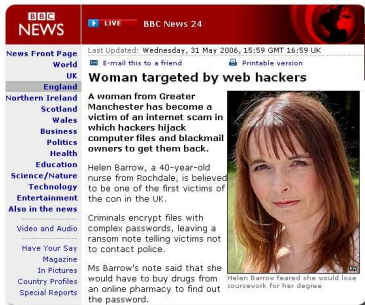 BBC
NEWS
LIVE BBC News 24
Last Updated: Wednesday, 31 May 2006, 15:59 GMT 16:59 UK
E-mail this to a friend Printable version
News Front Page
World
UK
England
Northern Ireland
Scotland
Wales
Business
Politics
Health
Education
Science/Nature
Technology
Entertainment
Also in the news
Video and Audio
Have Your Say
Magazine
In Pictures
Country Profiles
Special Reports
Woman targeted by web hackers
A woman from Greater
Manchester has become a
victim of an internet scam in
which hackers hijack
computer files and blackmail
owners to get them back.
Helen Barrow, a 40-year-old
nurse from Rochdale, is believed
to be one of the first victims of
the con in the UK.
Criminals encrypt files with
complex passwords, leaving a
ransom note telling victims not
to contact police.
Ms Barrow's note said that she
would have to buy drugs from
an online pharmacy to find out
the password.
Helen Barrow feared she would lose
coursework for her degree